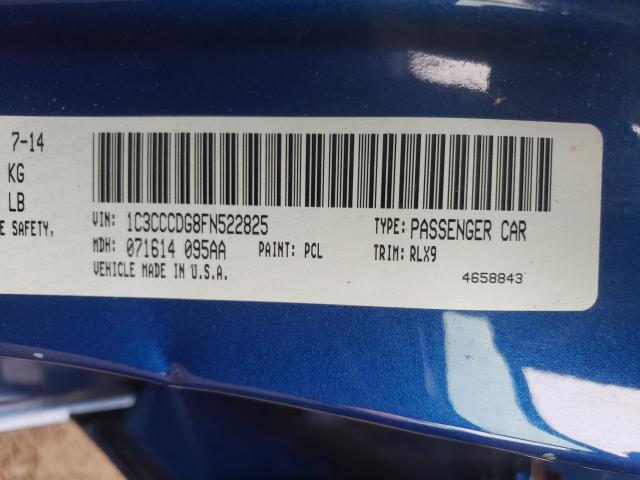 7-14
KG
LB
E SAFETY,
VIN: 1C3CCCDG8FN522825 TYPE: PASSENGER CAR
MDH: 071614 095AA PAINT: PCL TRIM: RLX9
VEHICLE MADE IN U.S.A.
4658843